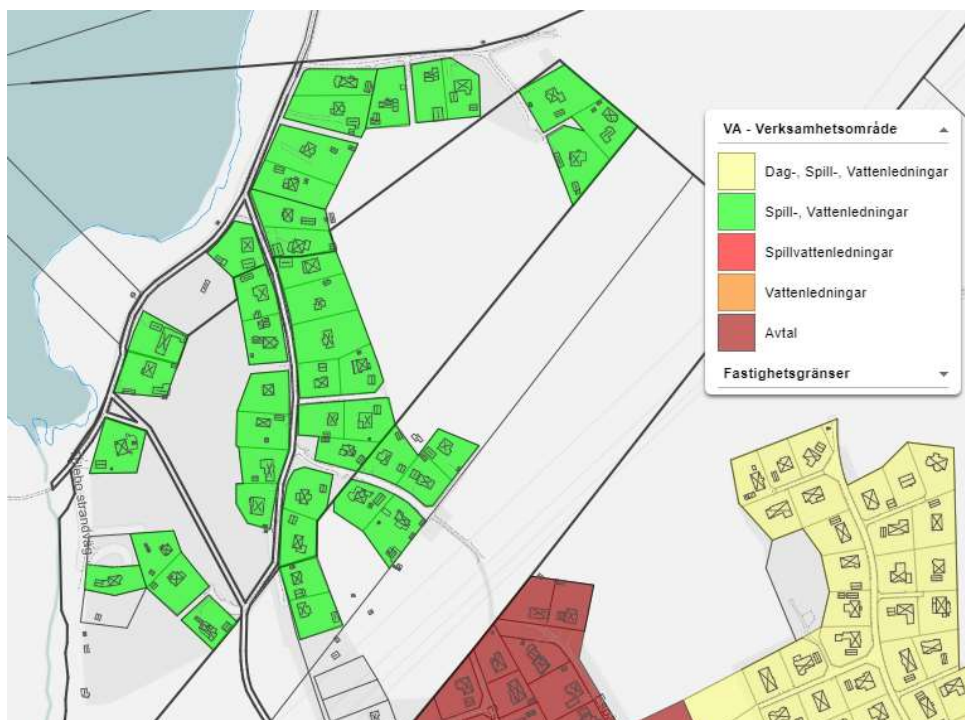 VA - Verksamhetsområde
Dag-, Spill-, Vattenledningar
Spill-, Vattenledningar
Spillvattenledningar
Vattenledningar
Avtal
Fastighetsgränser
strandväg